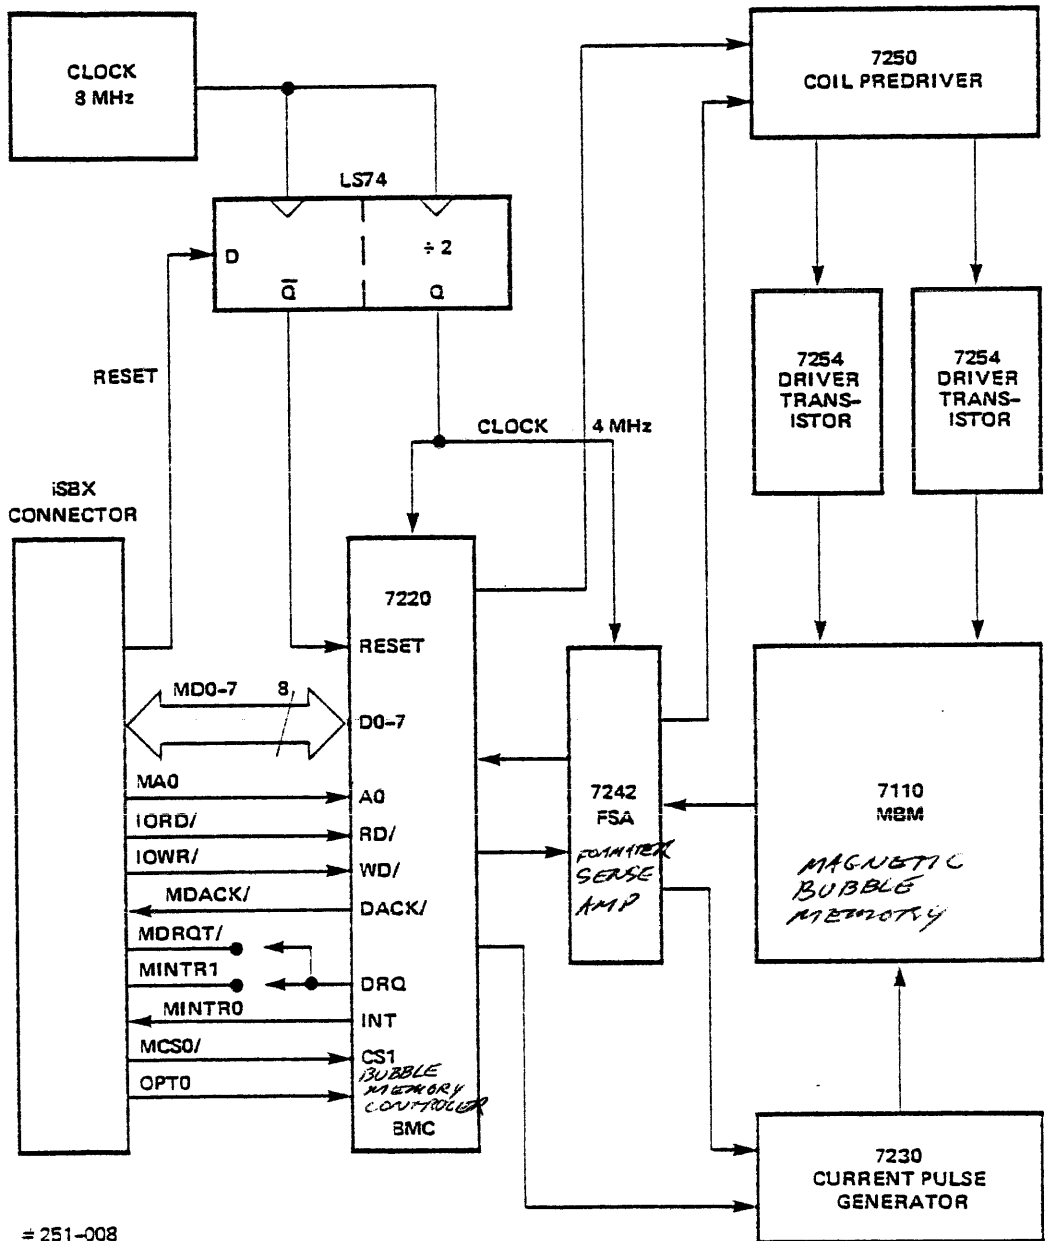 CLOCK
8 MHz
7250
COIL PREDRIVER
LS74
D
÷ 2
Q̅
Q
RESET
7254
DRIVER
TRANS-
ISTOR
7254
DRIVER
TRANS-
ISTOR
CLOCK 4 MHz
iSBX
CONNECTOR
7220
RESET
MD0-7 8
D0-7
MA0
A0
IORD/
RD/
IOWR/
WD/
MDACK/
DACK/
MDRQT/
MINTR1
DRQ
MINTR0
INT
MCS0/
CS1
OPT0
BUBBLE
MEMORY
CONTROLER
BMC
7242
FSA
FORMATER
SENSE
AMP
7110
MBM
MAGNETIC
BUBBLE
MEMORY
7230
CURRENT PULSE
GENERATOR
#251-008